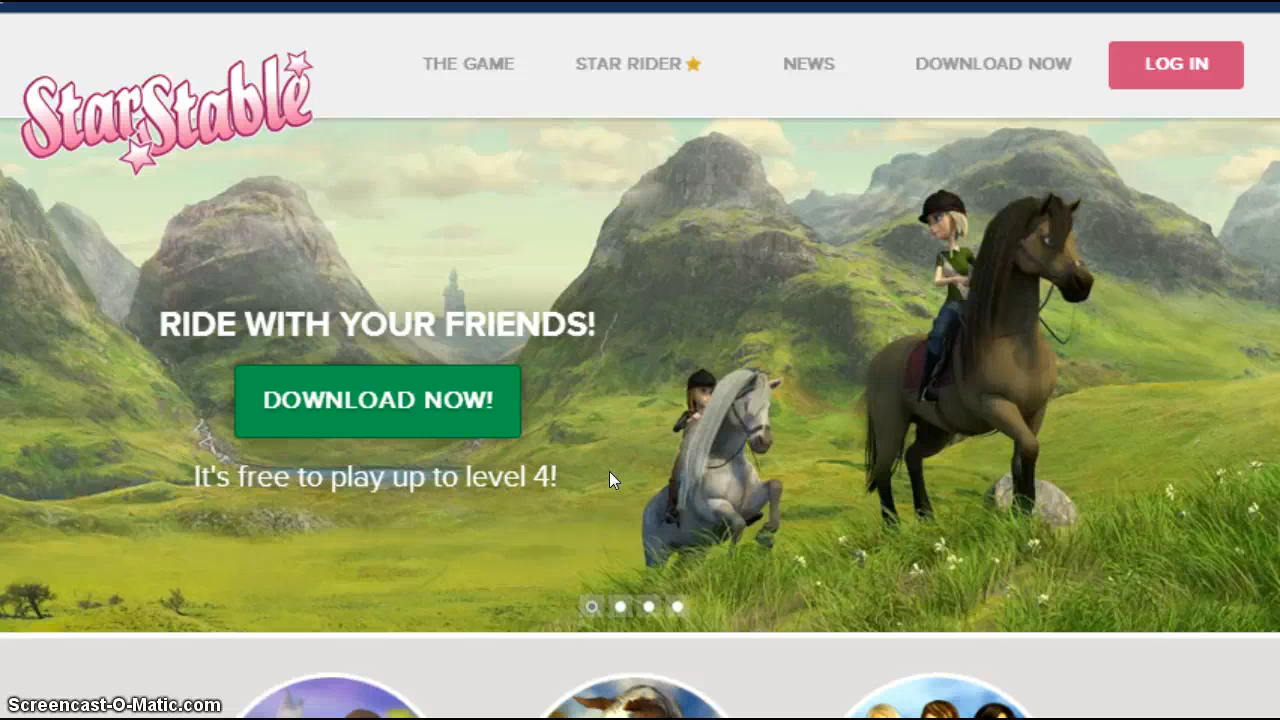 StarStable
THE GAME
STAR RIDER
NEWS
DOWNLOAD NOW
LOG IN
RIDE WITH YOUR FRIENDS!
DOWNLOAD NOW!
It's free to play up to level 4!
Screencast-O-Matic.com